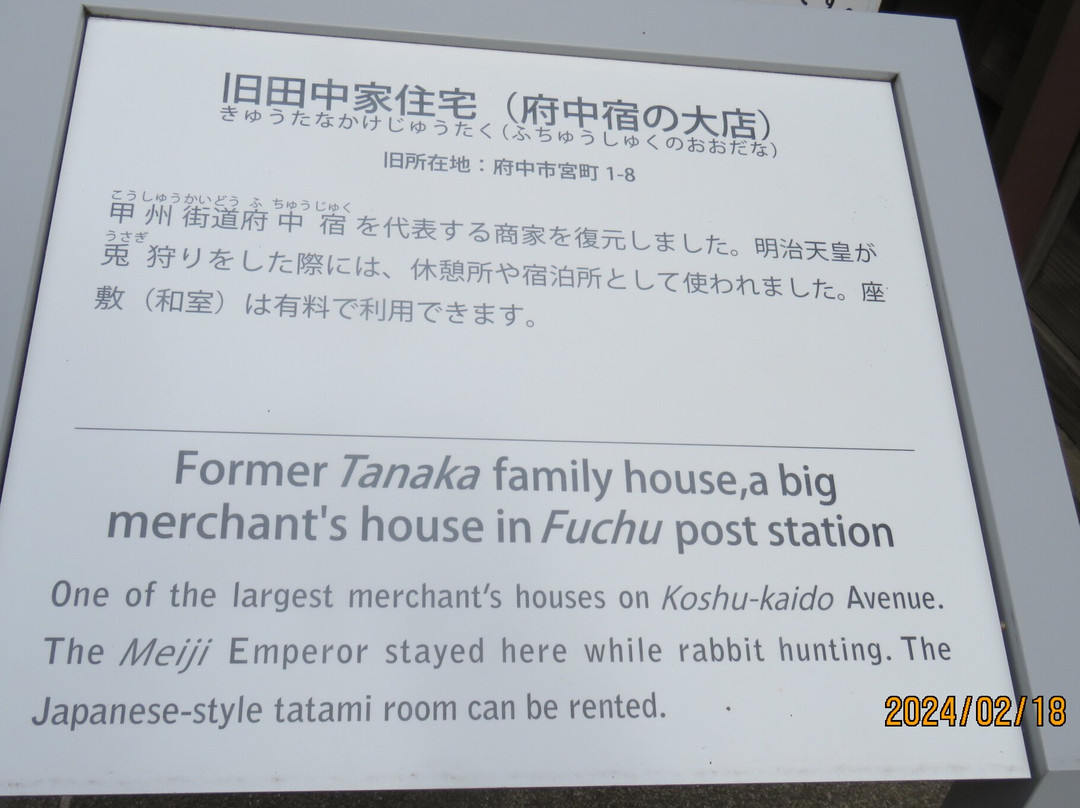 す。
旧田中家住宅（府中宿の大店）
きゅうたなかけじゅうたく(ふちゅうしゅくのおおだな)
旧所在地：府中市宮町 1-8
こうしゅうかいどう ふ ちゅうじゅく
甲州街道府中宿を代表する商家を復元しました。明治天皇が
うさぎ
兎狩りをした際には、休憩所や宿泊所として使われました。座
敷（和室）は有料で利用できます。
Former Tanaka family house,a big
merchant's house in Fuchu post station
One of the largest merchant's houses on Koshu-kaido Avenue.
The Meiji Emperor stayed here while rabbit hunting. The
Japanese-style tatami room can be rented.
2024/02/18